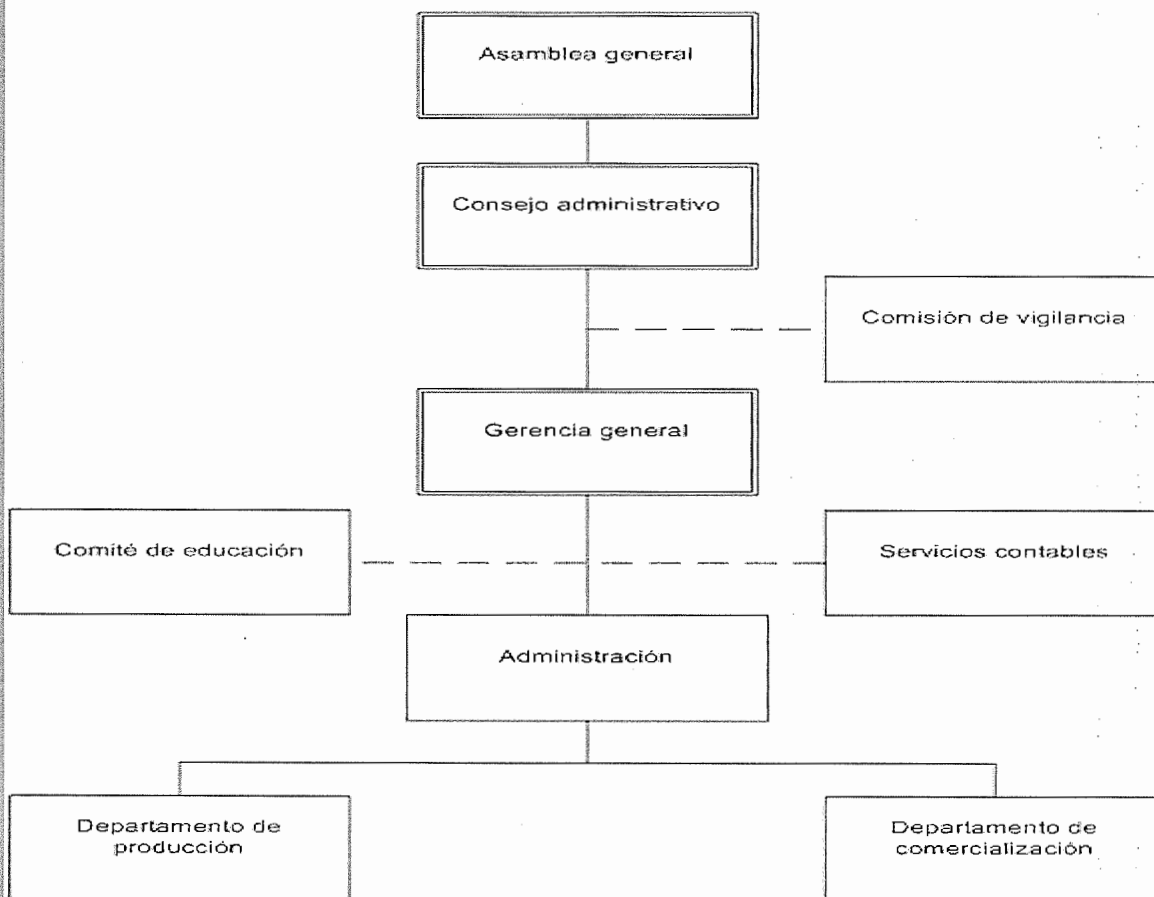 Asamblea general
Consejo administrativo
Comisión de vigilancia
Gerencia general
Comité de educación
Servicios contables
Administración
Departamento de
producción
Departamento de
comercialización